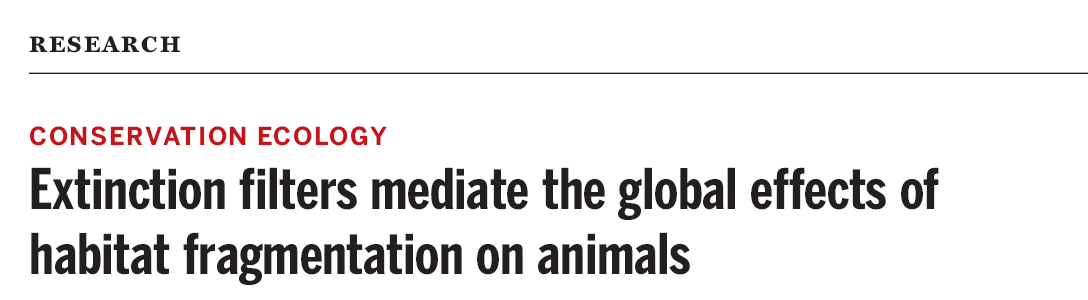 RESEARCH
CONSERVATION ECOLOGY
Extinction filters mediate the global effects of
habitat fragmentation on animals